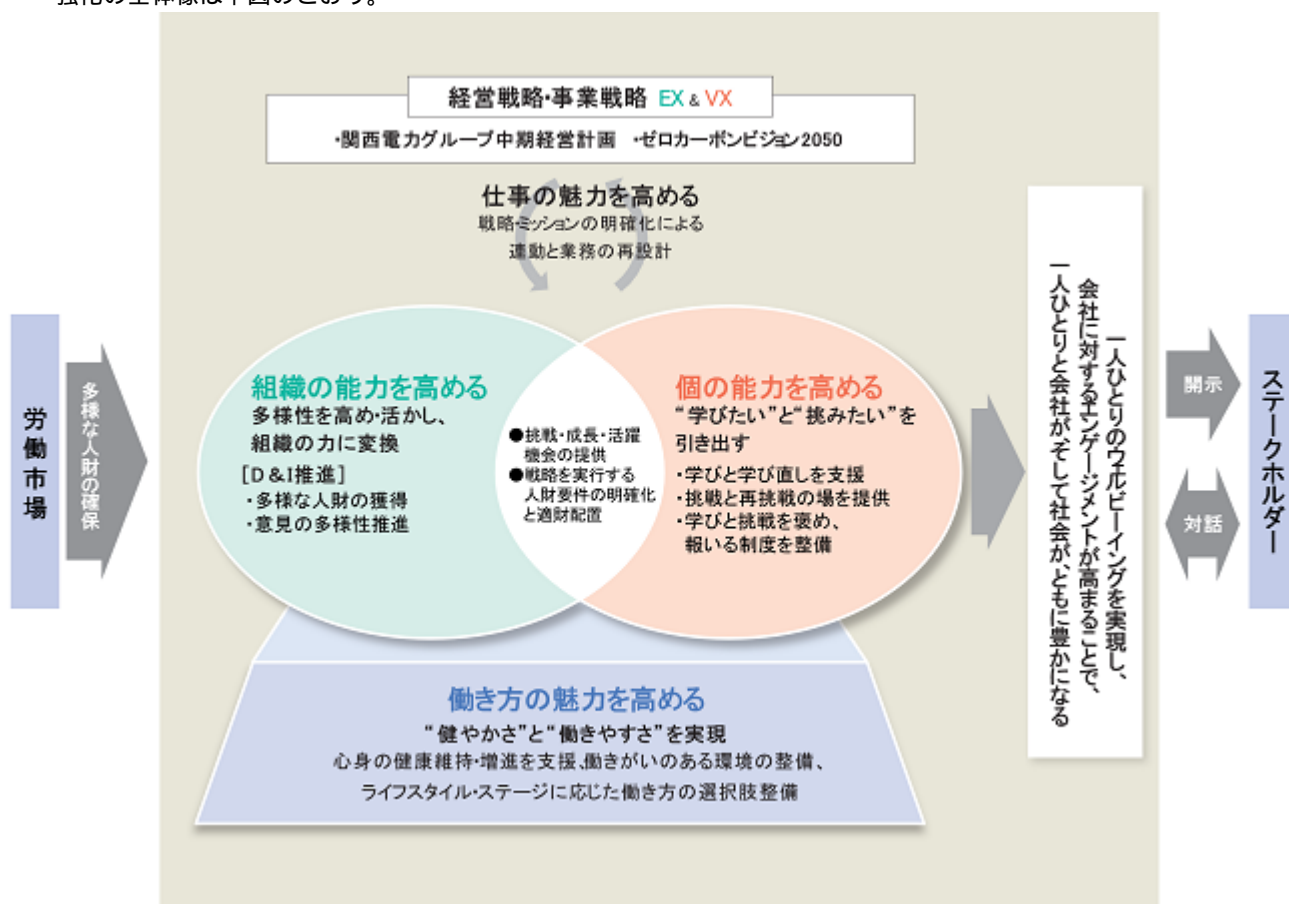 強化の全体像は下図のとおり。
経営戦略・事業戦略 EX & VX
・関西電力グループ中期経営計画 ・ゼロカーボンビジョン2050
仕事の魅力を高める
戦略・ミッションの明確化による
連動と業務の再設計
労働市場
多様な人財の確保
組織の能力を高める
多様性を高め・活かし、
組織の力に変換
[D&I推進]
・多様な人財の獲得
・意見の多様性推進
●挑戦・成長・活躍
機会の提供
●戦略を実行する
人財要件の明確化
と適財配置
個の能力を高める
“学びたい”と“挑みたい”を
引き出す
・学びと学び直しを支援
・挑戦と再挑戦の場を提供
・学びと挑戦を褒め、
報いる制度を整備
働き方の魅力を高める
“健やかさ”と“働きやすさ”を実現
心身の健康維持・増進を支援、働きがいのある環境の整備、
ライフスタイル・ステージに応じた働き方の選択肢整備
一人ひとりのウェルビーイングを実現し、
会社に対するエンゲージメントが高まることで、
一人ひとりと会社が、そして社会が、ともに豊かになる
開示
対話
ステークホルダー